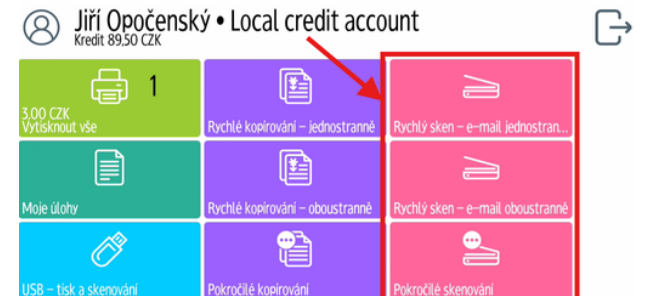 Jiří Opočenský • Local credit account
Kredit 89,50 CZK
1
3,00 CZK
Vytisknout vše
Rychlé kopírování – jednostranně
Rychlý sken – e-mail jednostran...
Moje úlohy
Rychlé kopírování – oboustranně
Rychlý sken – e-mail oboustranně
USB – tisk a skenování
Pokročilé kopírování
Pokročilé skenování